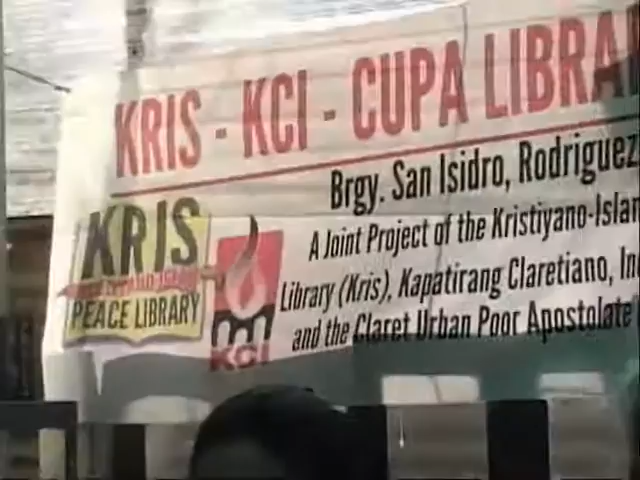 KRIS - KCI - CUPA LIBRA
Brgy. San Isidro, Rodriguez
A Joint Project of the Kristiyano-Islam
Library (Kris), Kapatirang Claretiano, In
and the Claret Urban Poor Apostolate
KRIS
PEACE LIBRARY
KCI